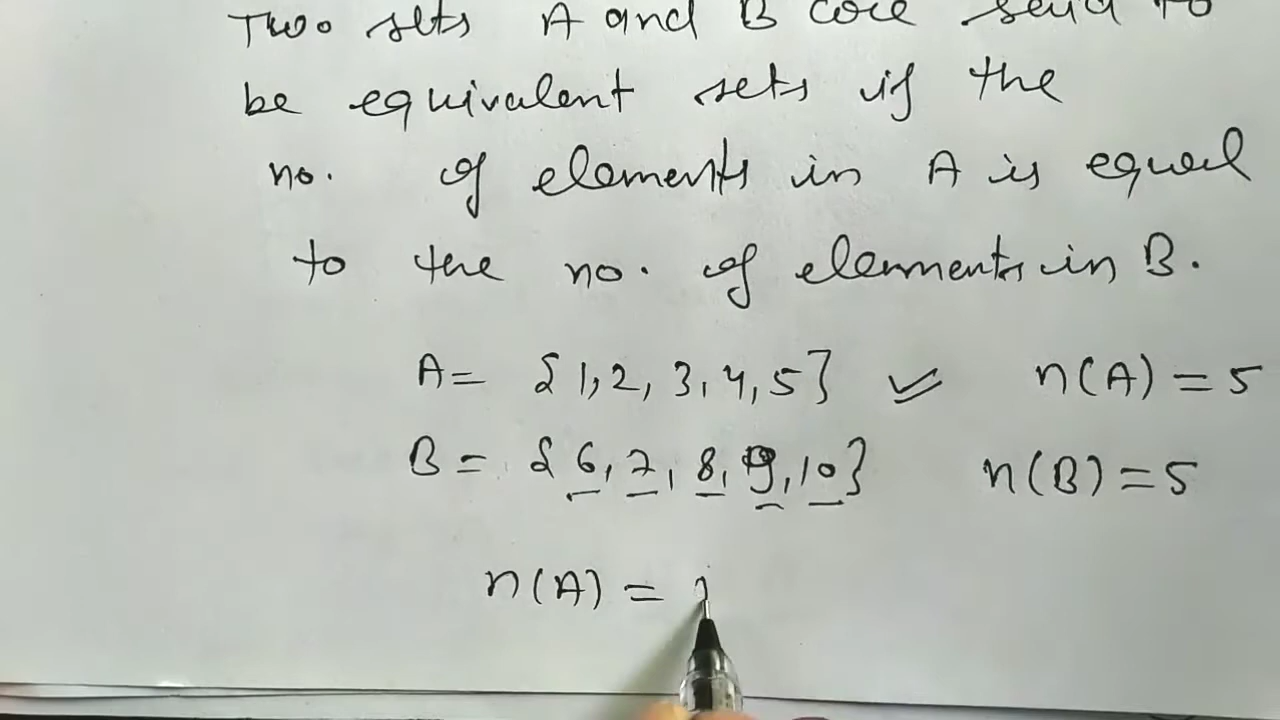 Two sets A and B are said to
be equivalent sets if the
no. of elements in A is equal
to the no. of elements in B.
A = {1,2, 3, 4, 5} ✓ n(A) = 5
B = {6, 7, 8, 9, 10} n(B) = 5
n(A) =